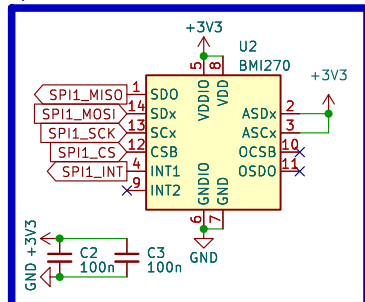 +3V3
U2
BMI270
+3V3
5
8
VDDIO
VDD
SPI1_MISO 1 SDO
SPI1_MOSI 14 SDx
SPI1_SCK 13 SCx
SPI1_CS 12 CSB
SPI1_INT 4 INT1
9 INT2
ASDx 2
ASCx 3
OCSB 10
OSDO 11
GNDIO
GND
6
7
GND
+3V3
GND
C2
100n
C3
100n